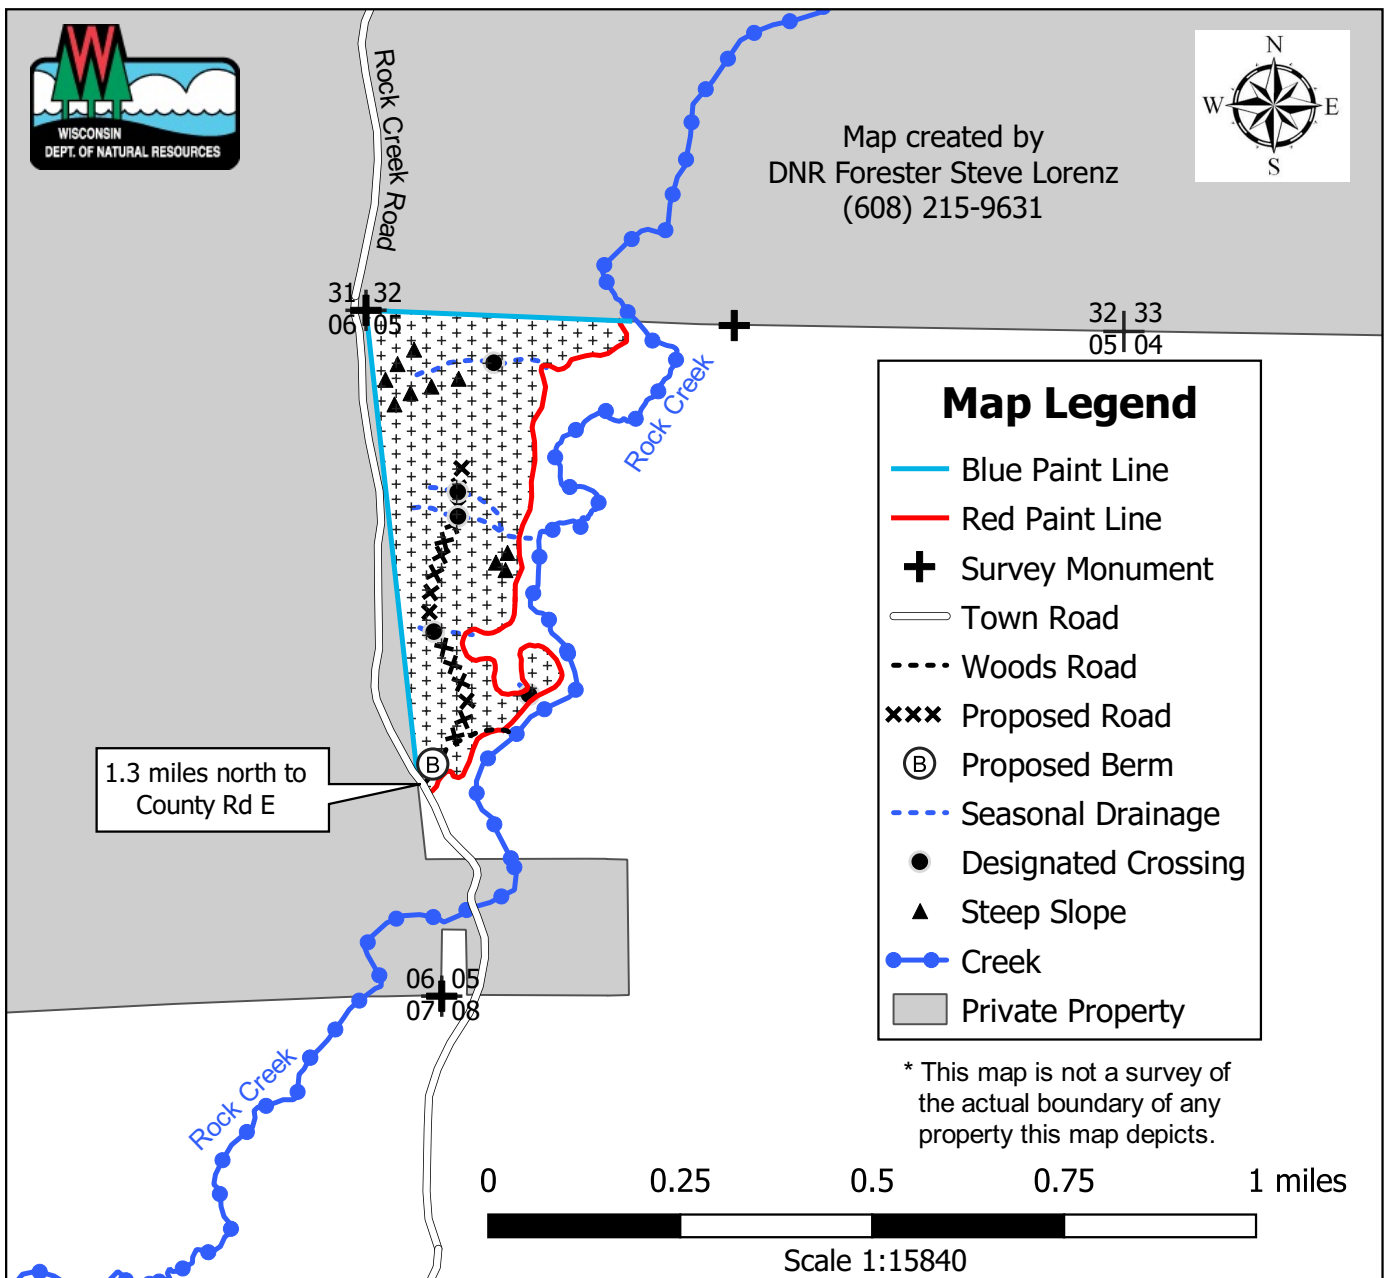 WISCONSIN
DEPT. OF NATURAL RESOURCES
Rock Creek Road
Map created by
DNR Forester Steve Lorenz
(608) 215-9631
N
W E
S
31 32
06 05
32 33
05 04
Rock Creek
Map Legend
Blue Paint Line
Red Paint Line
Survey Monument
Town Road
Woods Road
Proposed Road
B Proposed Berm
Seasonal Drainage
Designated Crossing
Steep Slope
Creek
Private Property
B
1.3 miles north to
County Rd E
06 05
07 08
Rock Creek
* This map is not a survey of
the actual boundary of any
property this map depicts.
0 0.25 0.5 0.75 1 miles
Scale 1:15840